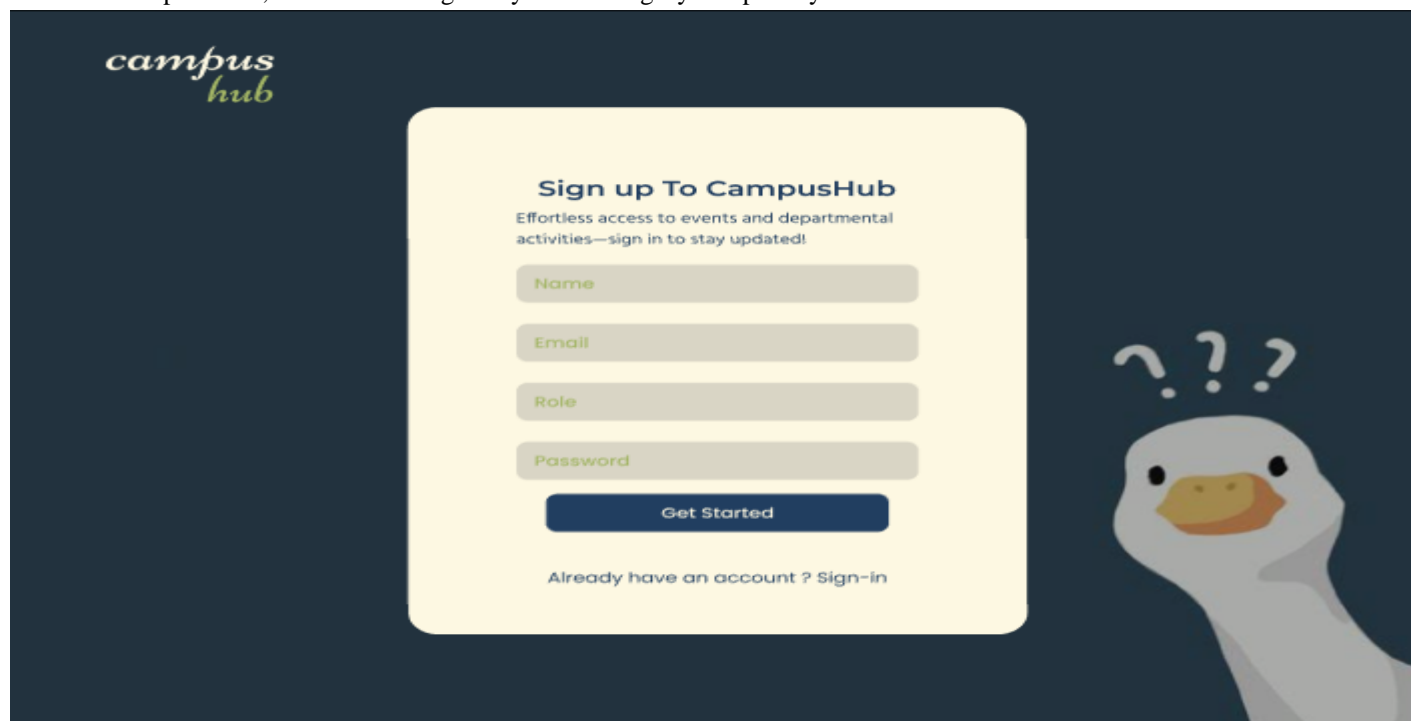 campus
hub
Sign up To CampusHub
Effortless access to events and departmental
activities—sign in to stay updated!
Name
Email
Role
Password
Get Started
Already have an account ? Sign-in
???